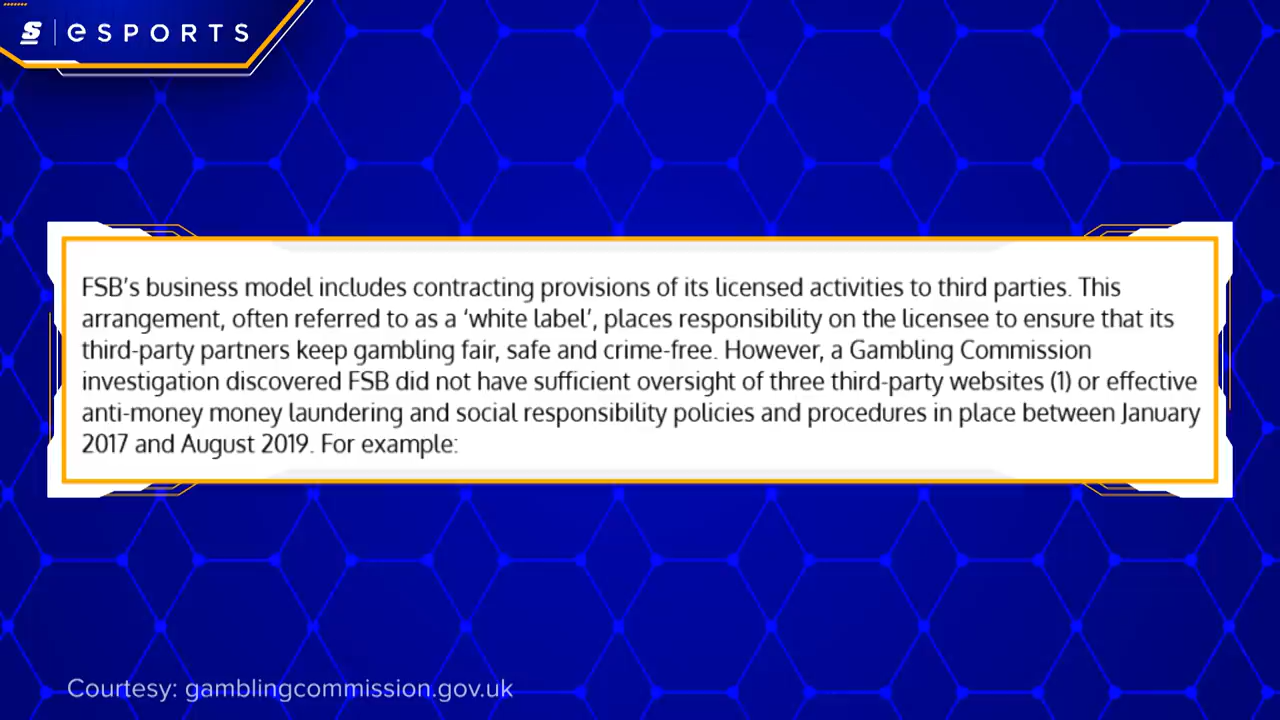 eSPORTS
FSB's business model includes contracting provisions of its licensed activities to third parties. This
arrangement, often referred to as a ‘white label’, places responsibility on the licensee to ensure that its
third-party partners keep gambling fair, safe and crime-free. However, a Gambling Commission
investigation discovered FSB did not have sufficient oversight of three third-party websites (1) or effective
anti-money money laundering and social responsibility policies and procedures in place between January
2017 and August 2019. For example:
Courtesy: gamblingcommission.gov.uk